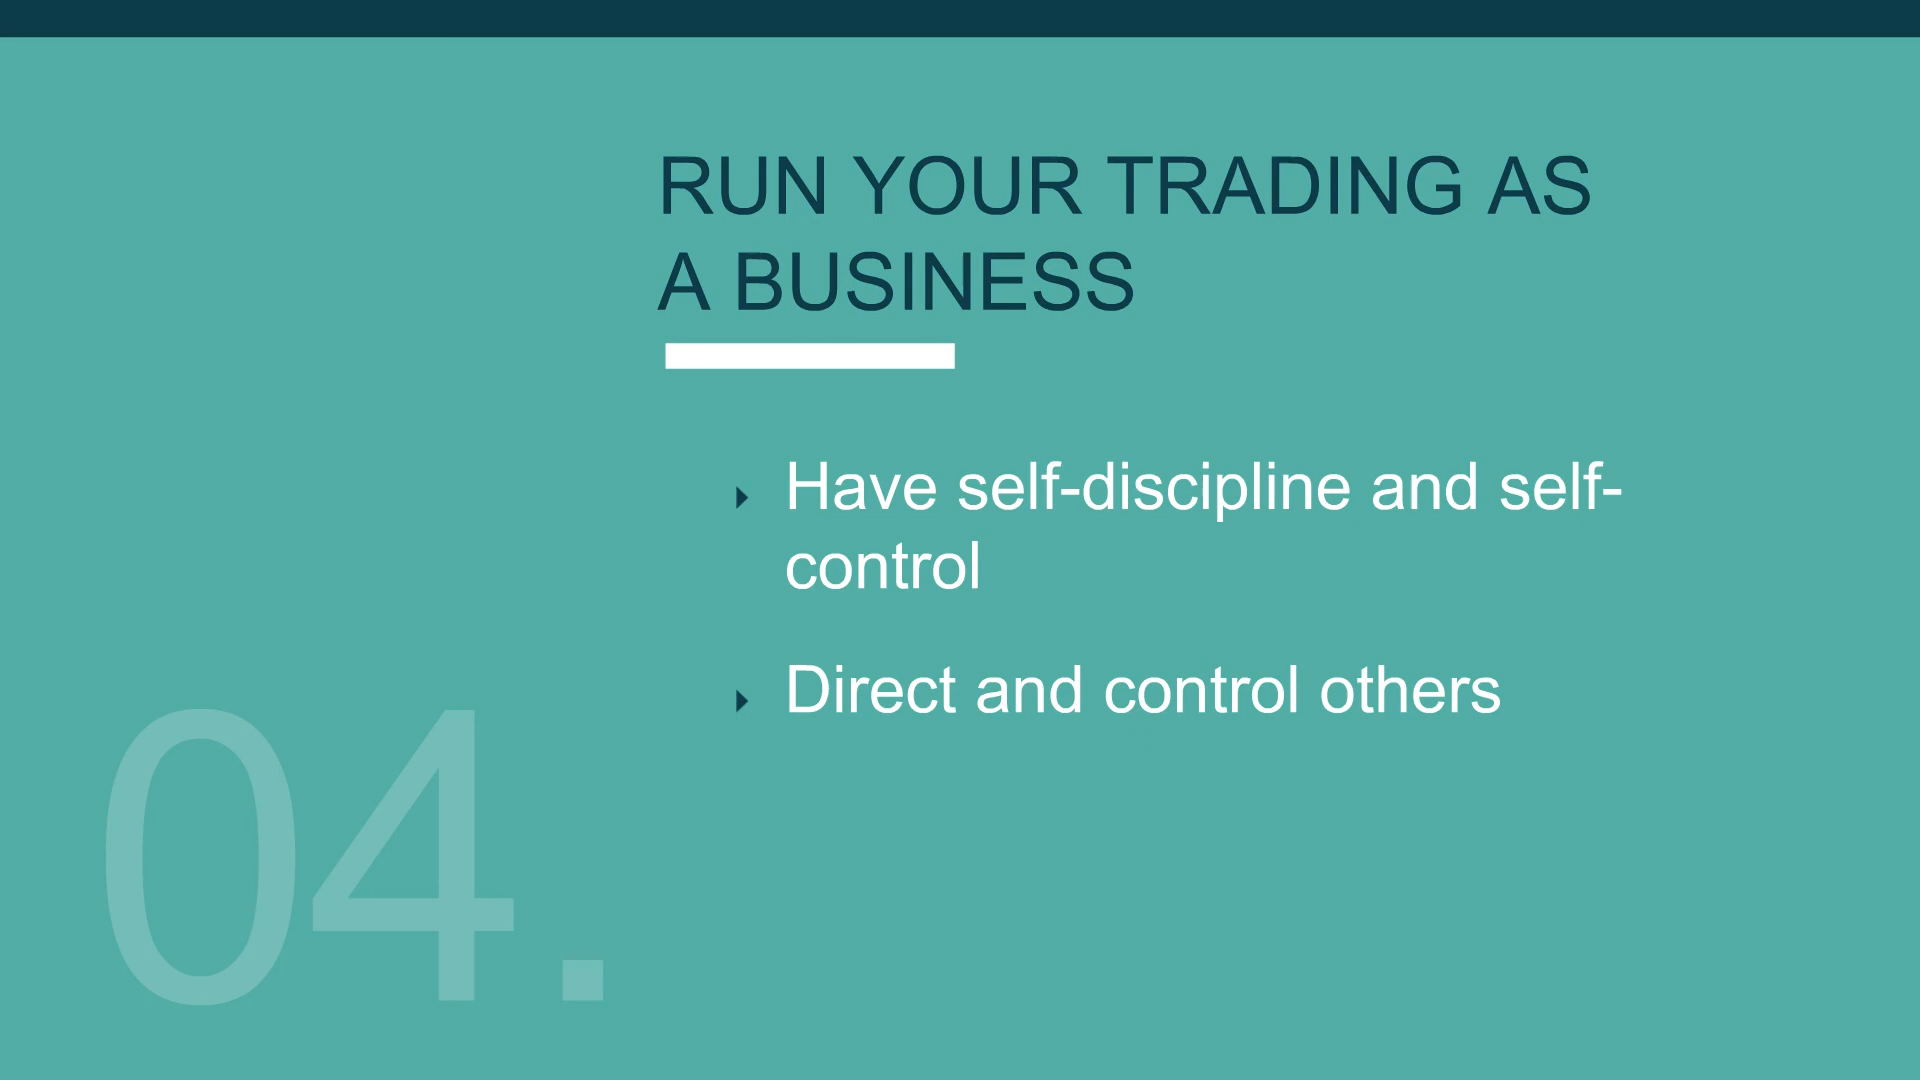 RUN YOUR TRADING AS
A BUSINESS
Have self-discipline and self-
control
Direct and control others
04.